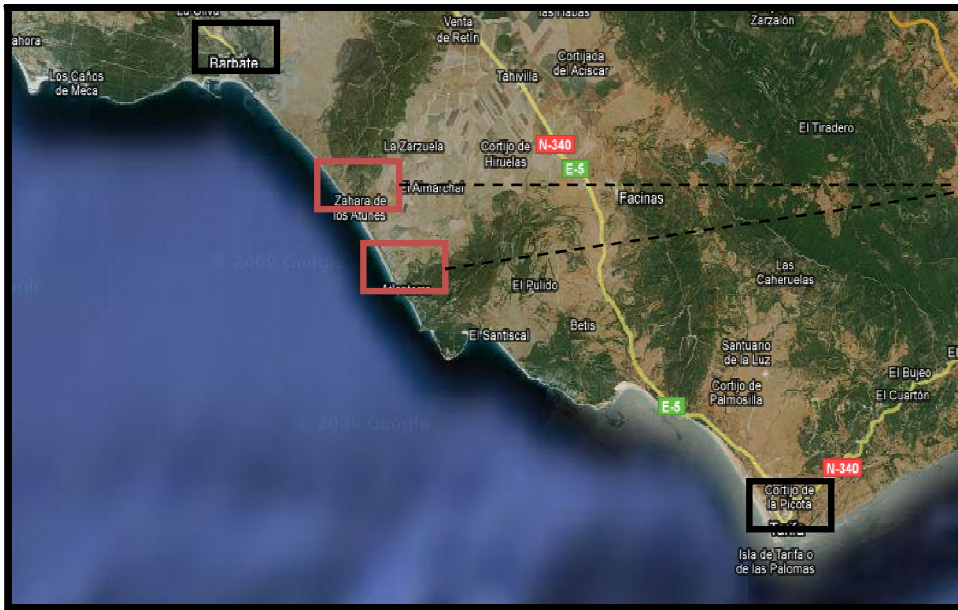 La Oliva
Barbate
Los Caños
de Meca
Venta
de Retín
las Habas
Zarzalón
Cortijada
del Aciscar
Tahivilla
El Tiradero
La Zarzuela
Cortijo de
Hiruelas
N-340
E-5
El Almarchal
Zahara de
los Atunes
Facinas
© 2009 Google
Atlanterra
El Pulido
Las
Caheruelas
El Santiscal
Betis
Santuario
de la Luz
El Bujeo
Cortijo de
Palmosilla
El Cuartón
E-5
© 2009 Google
N-340
Cortijo de
la Picota
Tarifa
Isla de Tarifa o
de las Palomas